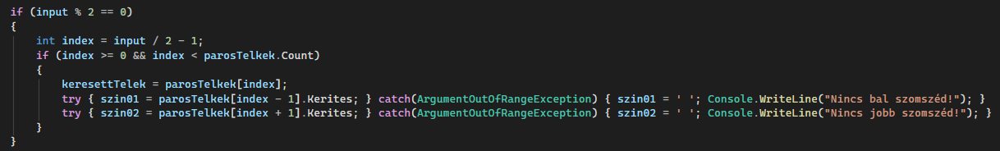 if (input % 2 == 0)
{
    int index = input / 2 - 1;
    if (index >= 0 && index < parosTelkek.Count)
    {
        keresettTelek = parosTelkek[index];
        try { szin01 = parosTelkek[index - 1].Kerites; } catch(ArgumentOutOfRangeException) { szin01 = ' '; Console.WriteLine("Nincs bal szomszéd!"); }
        try { szin02 = parosTelkek[index + 1].Kerites; } catch(ArgumentOutOfRangeException) { szin02 = ' '; Console.WriteLine("Nincs jobb szomszéd!"); }
    }
}